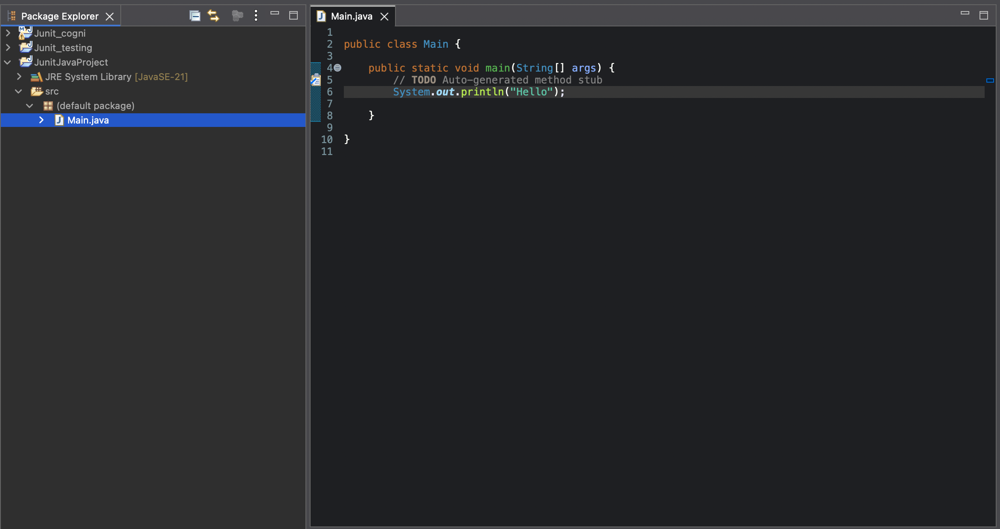 Package Explorer
Junit_cogni
Junit_testing
JunitJavaProject
JRE System Library [JavaSE-21]
src
(default package)
Main.java
Main.java
1
2 public class Main {
3
4 public static void main(String[] args) {
5 // TODO Auto-generated method stub
6 System.out.println("Hello");
7
8 }
9
10 }
11